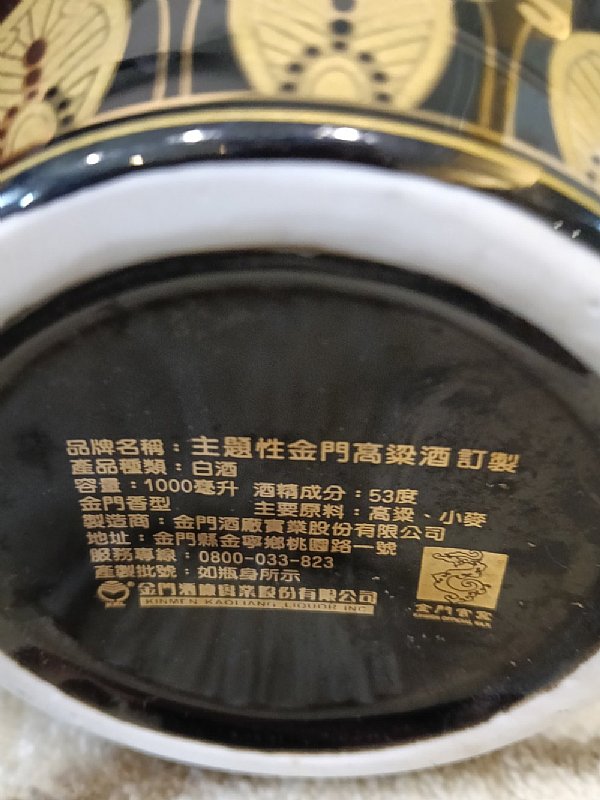 品牌名稱：主題性金門高粱酒 訂製
產品種類：白酒
容量：1000毫升 酒精成分：53度
金門香型 主要原料：高粱、小麥
製造商：金門酒廠實業股份有限公司
地址：金門縣金寧鄉桃園路一號
服務專線：0800-033-823
產製批號：如瓶身所示
金門酒廠實業股份有限公司
KINMEN KAOLIANG LIQUOR INC.